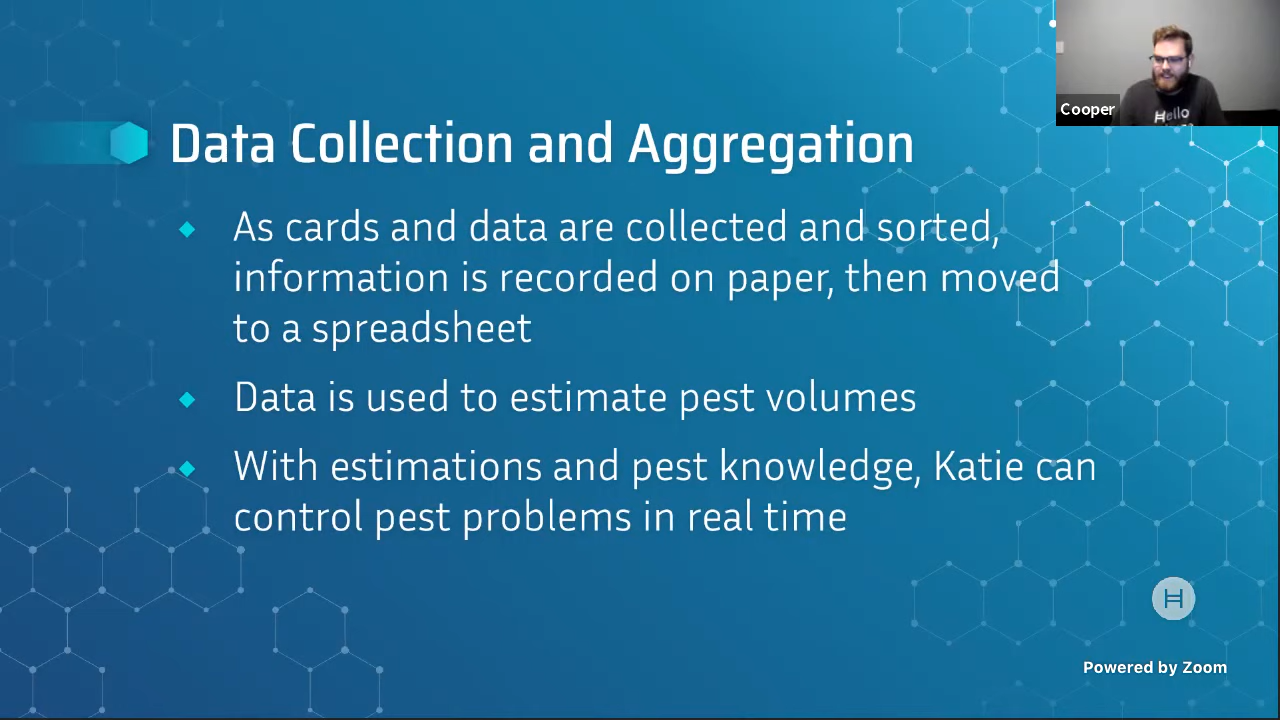 Cooper
Hello
Data Collection and Aggregation
As cards and data are collected and sorted,
information is recorded on paper, then moved
to a spreadsheet
Data is used to estimate pest volumes
With estimations and pest knowledge, Katie can
control pest problems in real time
Powered by Zoom